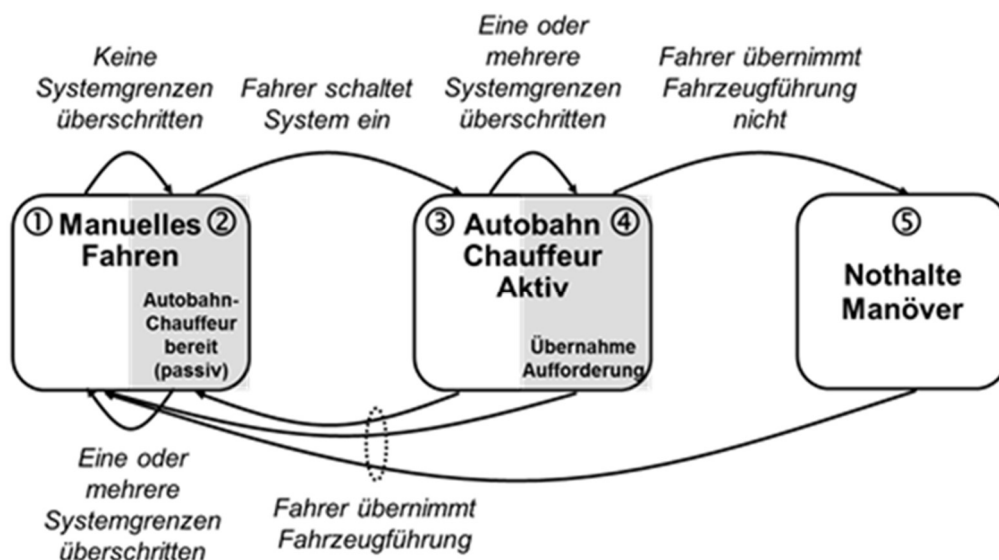 Keine
Systemgrenzen
überschritten
Fahrer schaltet
System ein
Eine oder
mehrere
Systemgrenzen
überschritten
Fahrer übernimmt
Fahrzeugführung
nicht
① Manuelles ②
Fahren
Autobahn-
Chauffeur
bereit
(passiv)
③ Autobahn ④
Chauffeur
Aktiv
Übernahme
Aufforderung
⑤
Nothalte
Manöver
Eine oder
mehrere
Systemgrenzen
überschritten
Fahrer übernimmt
Fahrzeugführung